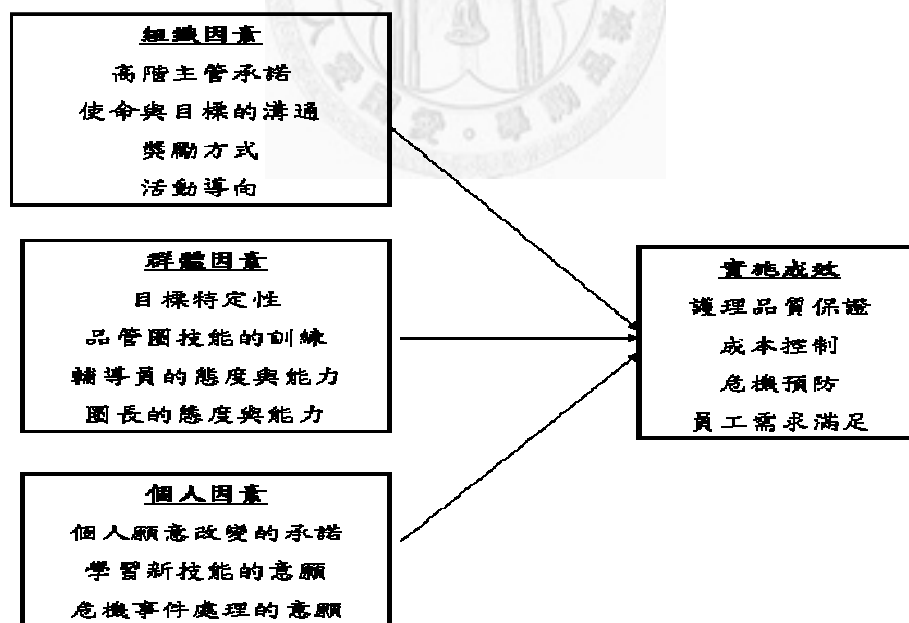 組織因素
高階主管承諾
使命與目標的溝通
獎勵方式
活動導向
群體因素
目標特定性
品管圈技能的訓練
輔導員的態度與能力
圈長的態度與能力
個人因素
個人願意改變的承諾
學習新技能的意願
危機事件處理的意願
實施成效
護理品質保證
成本控制
危機預防
員工需求滿足